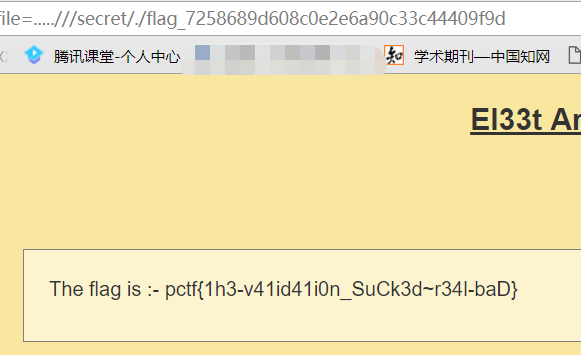 file=.....///secret/./flag_7258689d608c0e2e6a90c33c44409f9d
腾讯课堂-个人中心 知 学术期刊—中国知网
El33t Ar
The flag is :- pctf{1h3-v41id41i0n_SuCk3d~r34l-baD}